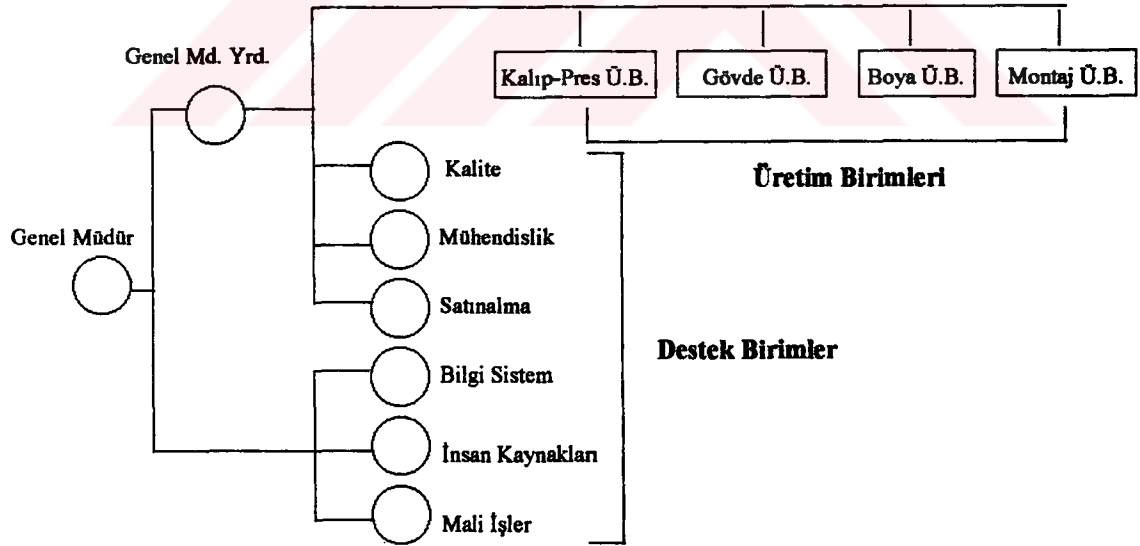 Genel Md. Yrd.
Kalıp-Pres Ü.B.
Gövde Ü.B.
Boya Ü.B.
Montaj Ü.B.
Üretim Birimleri
Kalite
Mühendislik
Genel Müdür
Satınalma
Destek Birimler
Bilgi Sistem
İnsan Kaynakları
Mali İşler